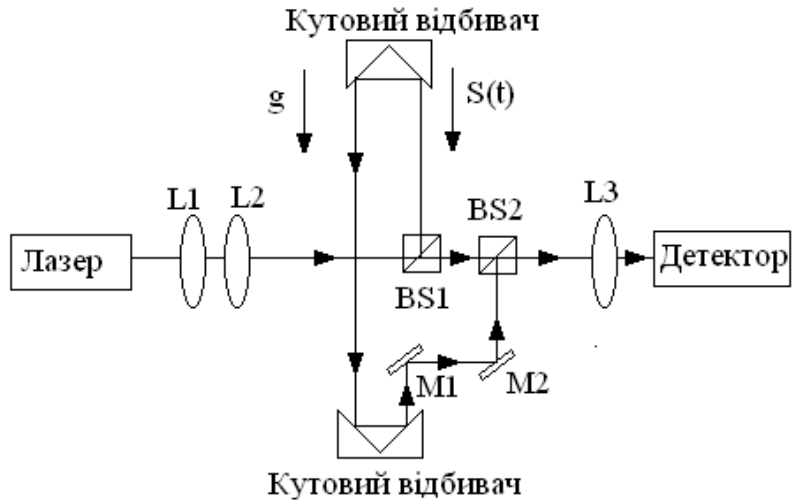 Кутовий відбивач
g
S(t)
L1
L2
L3
BS2
Лазер
Детектор
BS1
M1
M2
Кутовий відбивач